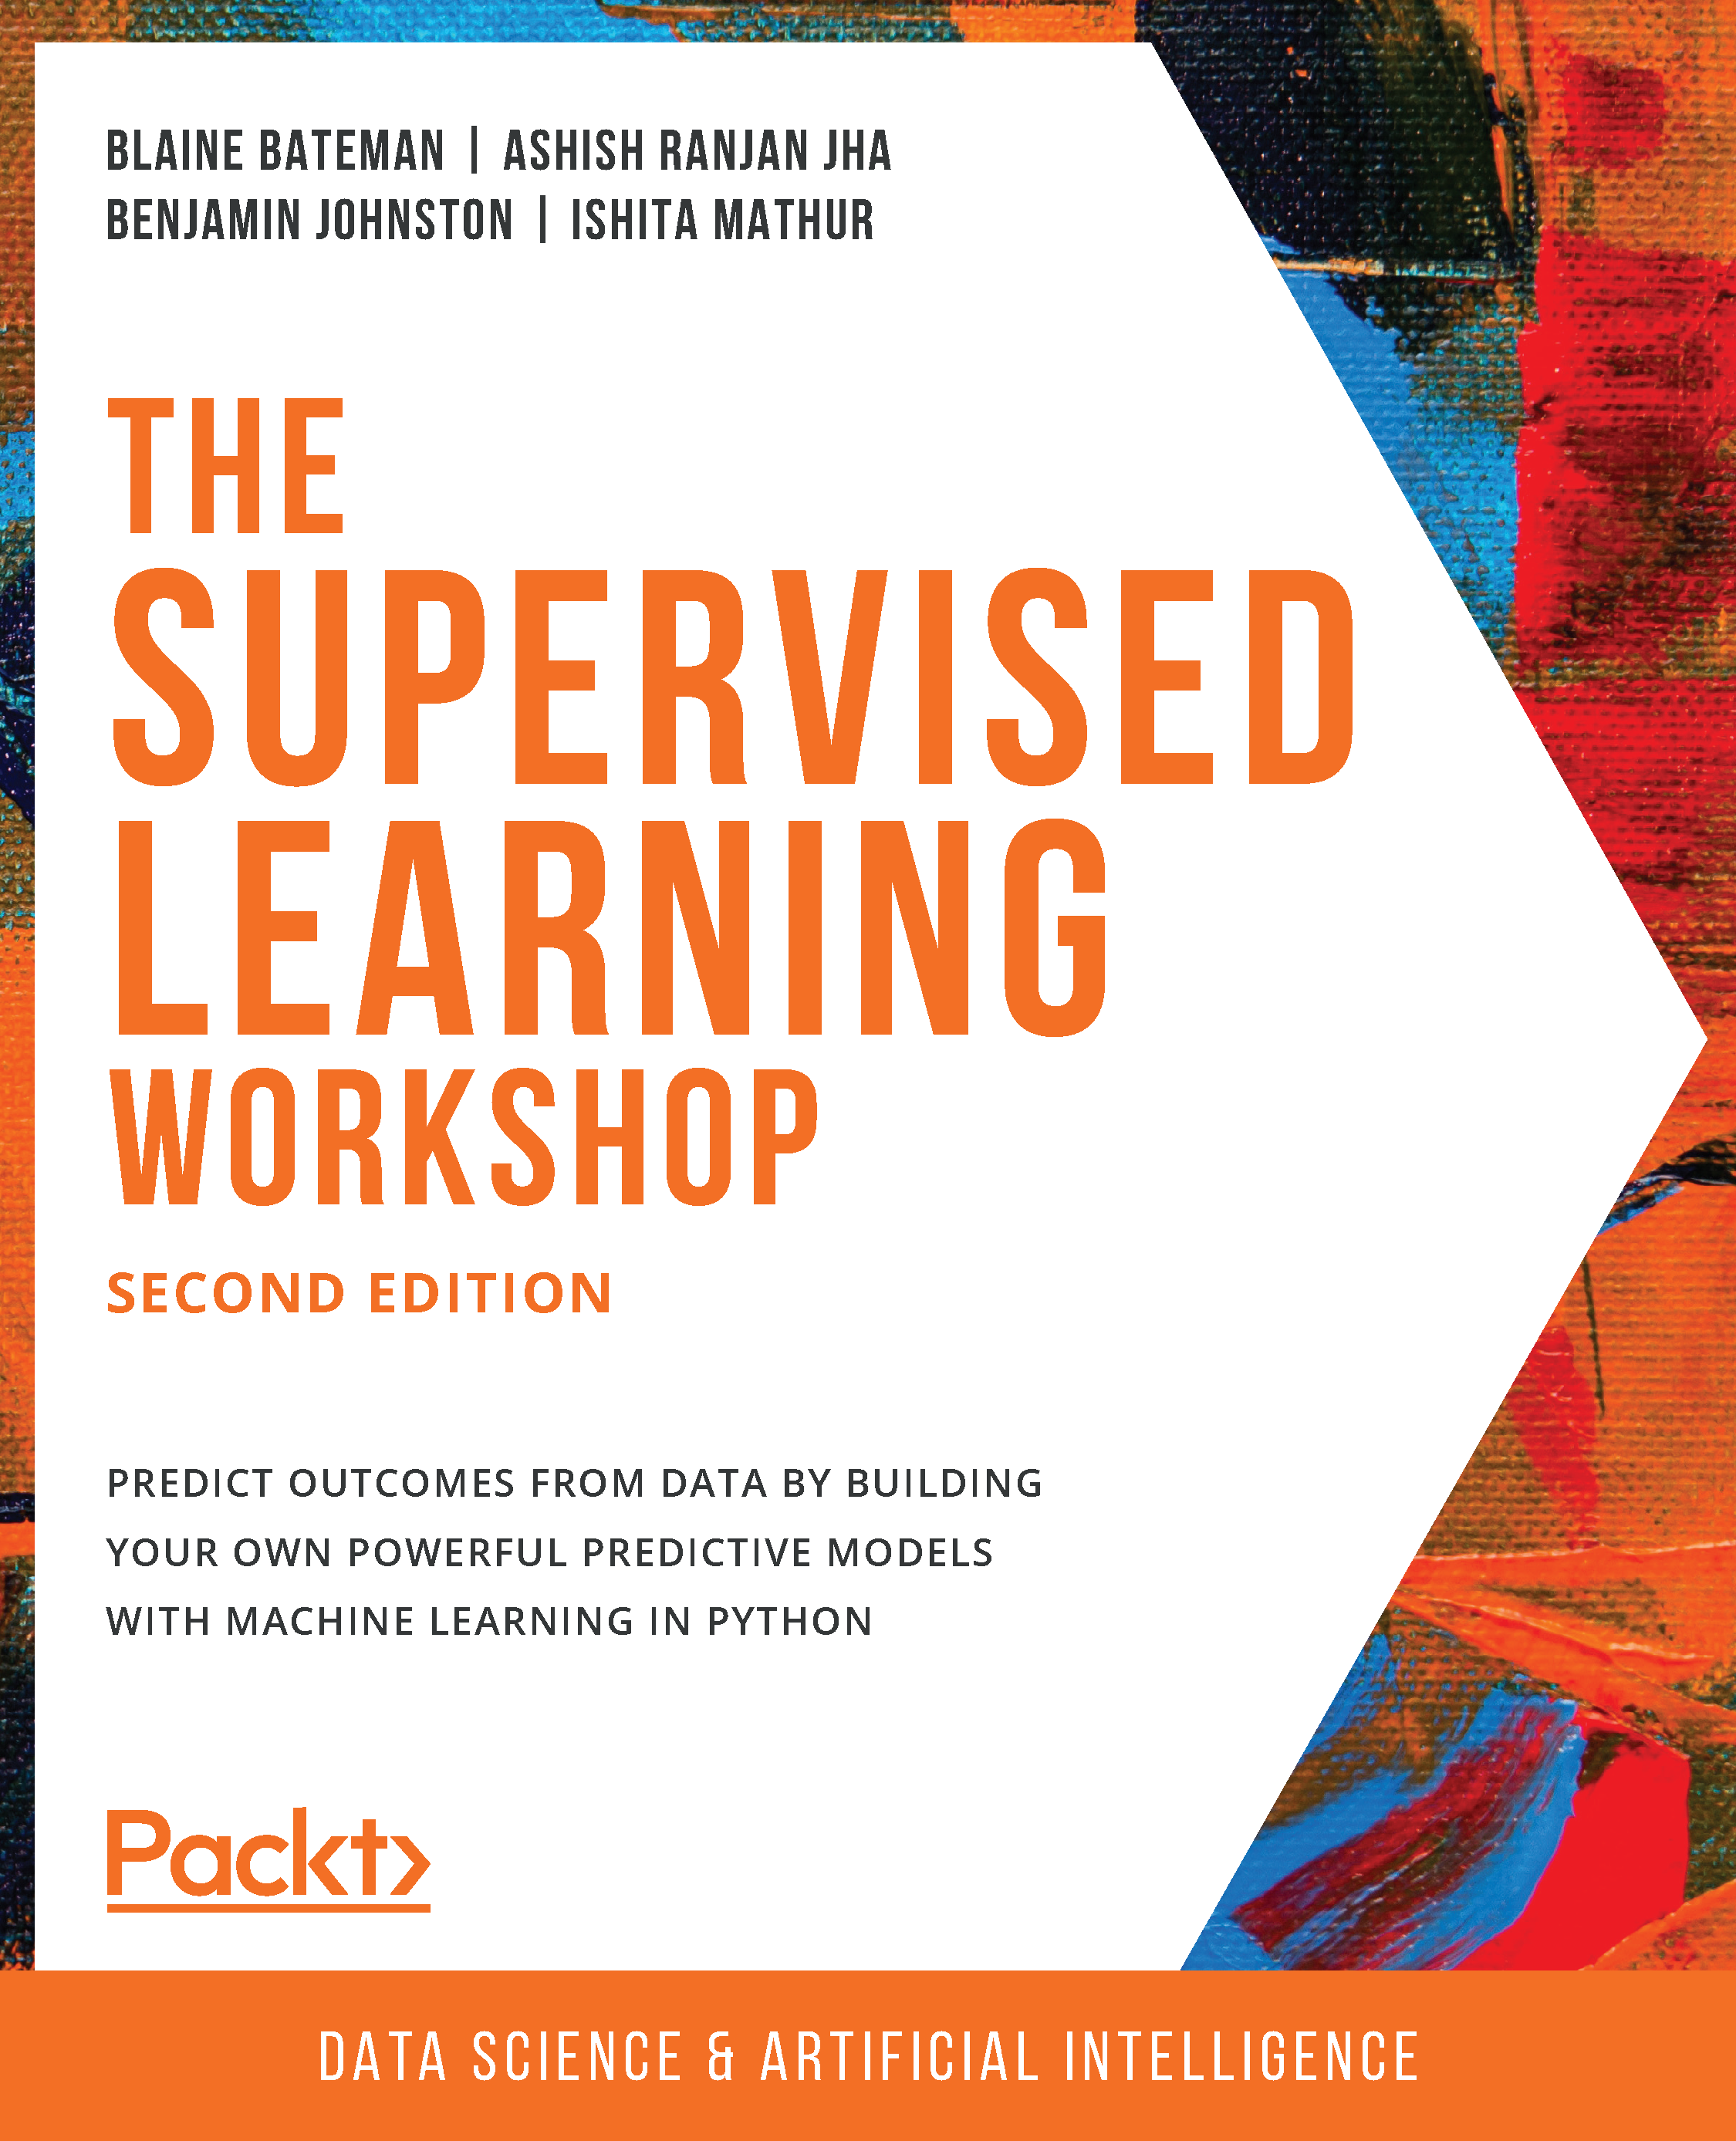 BLAINE BATEMAN | ASHISH RANJAN JHA
BENJAMIN JOHNSTON | ISHITA MATHUR
THE
SUPERVISED
LEARNING
WORKSHOP
SECOND EDITION
PREDICT OUTCOMES FROM DATA BY BUILDING
YOUR OWN POWERFUL PREDICTIVE MODELS
WITH MACHINE LEARNING IN PYTHON
Packt>
DATA SCIENCE & ARTIFICIAL INTELLIGENCE